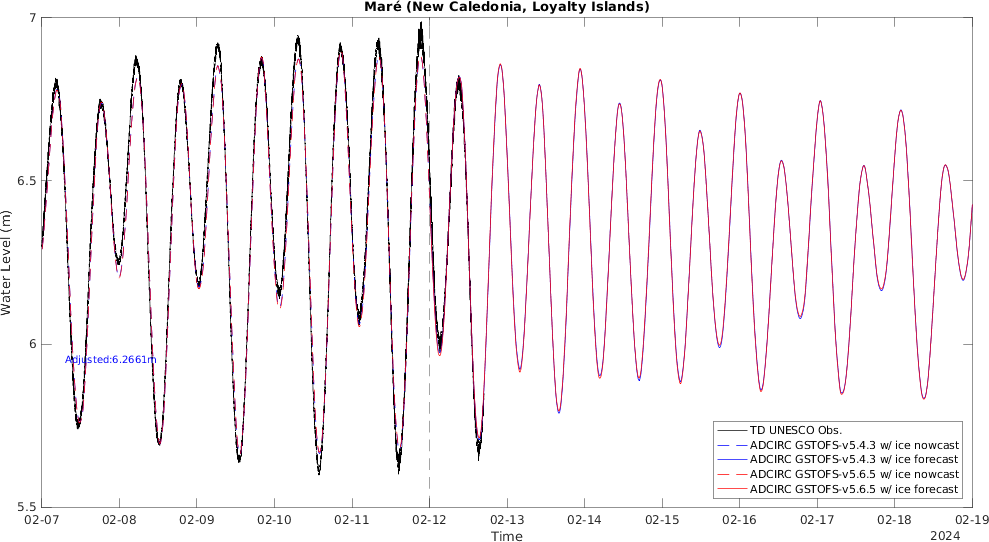 Maré (New Caledonia, Loyalty Islands)
7
6.5
6
5.5
Water Level (m)
Adjusted:6.2661m
TD UNESCO Obs.
ADCIRC GSTOFS-v5.4.3 w/ ice nowcast
ADCIRC GSTOFS-v5.4.3 w/ ice forecast
ADCIRC GSTOFS-v5.6.5 w/ ice nowcast
ADCIRC GSTOFS-v5.6.5 w/ ice forecast
02-07 02-08 02-09 02-10 02-11 02-12 02-13 02-14 02-15 02-16 02-17 02-18 02-19
Time
2024